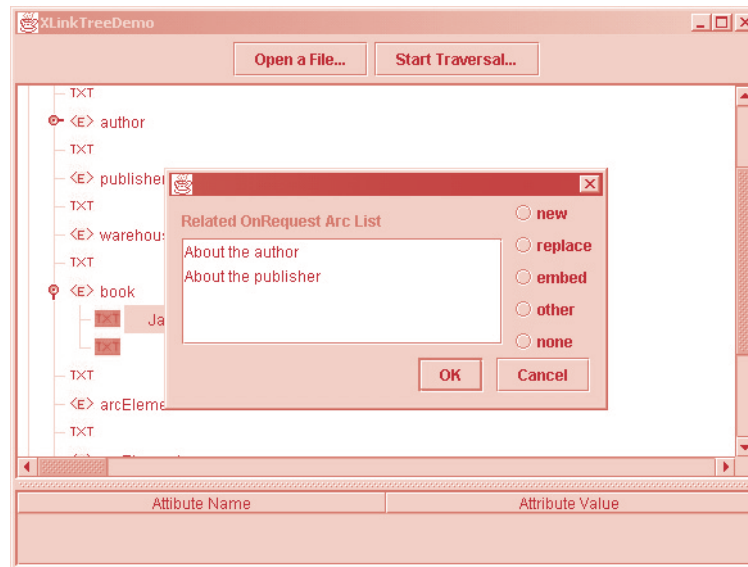 XLinkTreeDemo
Open a File... Start Traversal...
TXT
<E> author
TXT
<E> publisher
TXT
<E> warehou
TXT
<E> book
TXT Ja
TXT
TXT
<E> arcEleme
TXT
Related OnRequest Arc List
About the author
About the publisher
new
replace
embed
other
none
OK Cancel
Attibute Name Attribute Value